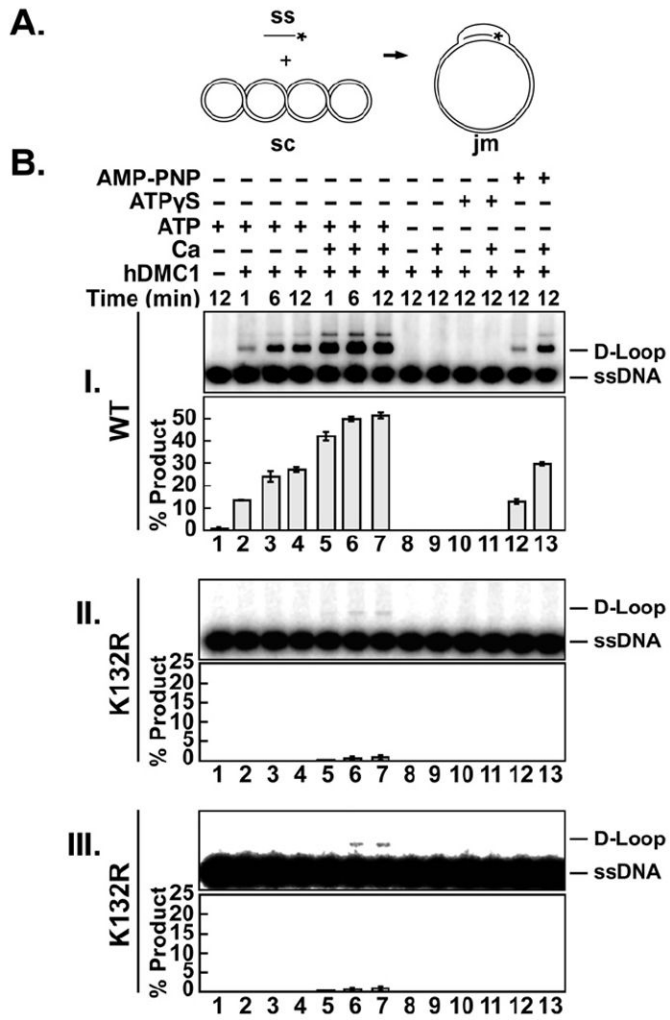 A.
ss
*
+
sc
*
jm
B.
AMP-PNP – – – – – – – – – – – + +
ATPγS – – – – – – – – – + + – –
ATP + + + + + + + – – – – – –
Ca – – – – + + + – + – + – +
hDMC1 – + + + + + + + + + + + +
Time (min) 12 1 6 12 1 6 12 12 12 12 12 12 12
I.
WT
D-Loop
ssDNA
% Product
50
40
30
20
10
0
1 2 3 4 5 6 7 8 9 10 11 12 13
II.
K132R
D-Loop
ssDNA
% Product
25
20
15
10
5
0
1 2 3 4 5 6 7 8 9 10 11 12 13
III.
K132R
D-Loop
ssDNA
% Product
25
20
15
10
5
0
1 2 3 4 5 6 7 8 9 10 11 12 13